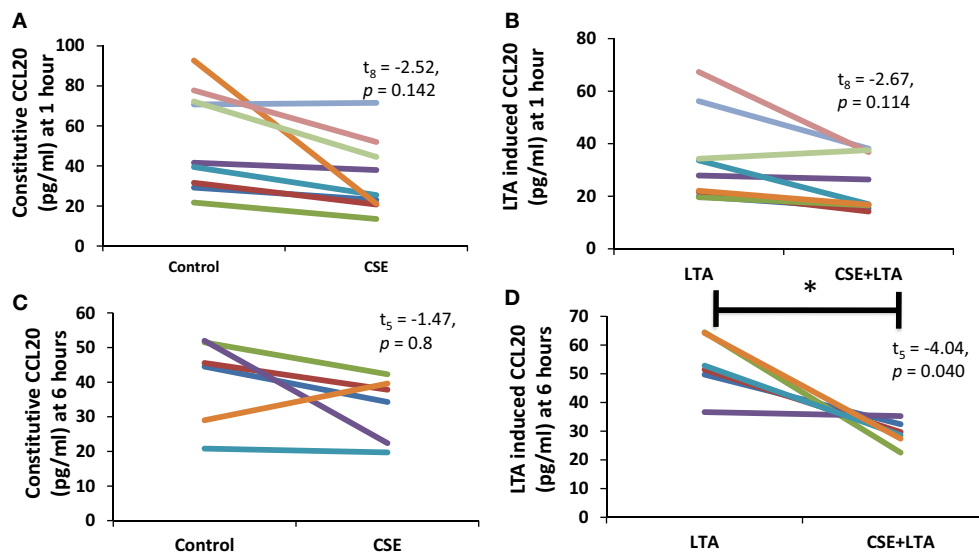 A
Constitutive CCL20
(pg/ml) at 1 hour
100
80
60
40
20
0
t8 = -2.52,
p = 0.142
Control
CSE
B
LTA induced CCL20
(pg/ml) at 1 hour
80
60
40
20
0
t8 = -2.67,
p = 0.114
LTA
CSE+LTA
C
Constitutive CCL20
(pg/ml) at 6 hours
60
50
40
30
20
10
0
t5 = -1.47,
p = 0.8
Control
CSE
D
LTA induced CCL20
(pg/ml) at 6 hours
70
60
50
40
30
20
10
0
*
t5 = -4.04,
p = 0.040
LTA
CSE+LTA